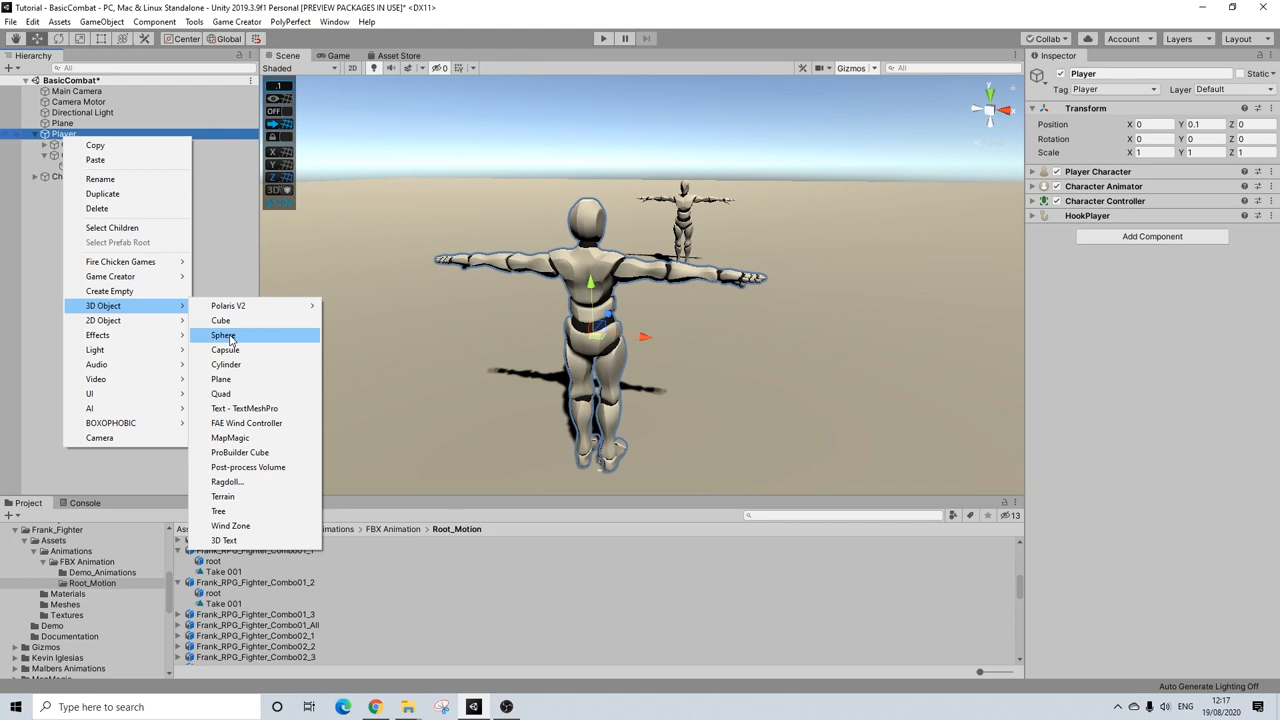 Tutorial - BasicCombat - PC, Mac & Linux Standalone - Unity 2019.3.9f1 Personal [PREVIEW PACKAGES IN USE]* <DX11>
File Edit Assets GameObject Component Tools Game Creator PolyPerfect Window Help
Center Global Collab Account Layers Layout
Hierarchy
All
BasicCombat*
Main Camera
Camera Motor
Directional Light
Plane
Player
Copy
Paste
Rename
Duplicate
Delete
Select Children
Select Prefab Root
Fire Chicken Games
Game Creator
Create Empty
3D Object
2D Object
Effects
Light
Audio
Video
UI
AI
BOXOPHOBIC
Camera
Polaris V2
Cube
Sphere
Capsule
Cylinder
Plane
Quad
Text - TextMeshPro
FAE Wind Controller
MapMagic
ProBuilder Cube
Post-process Volume
Ragdoll...
Terrain
Tree
Wind Zone
3D Text
Scene Game Asset Store
Shaded 2D 0 Gizmos All
.1
OFF
X
Y
Z
3D
Inspector
Player Static
Tag Player Layer Default
Transform
Position X 0 Y 0.1 Z 0
Rotation X 0 Y 0 Z 0
Scale X 1 Y 1 Z 1
Player Character
Character Animator
Character Controller
HookPlayer
Add Component
Project Console
13
Frank_Fighter
Assets
Animations
FBX Animation
Demo_Animations
Root_Motion
Materials
Meshes
Textures
Demo
Documentation
Gizmos
Kevin Iglesias
Malbers Animations
FBX Animation Root_Motion
Frank_RPG_Fighter_Combo01_1
root
Take 001
Frank_RPG_Fighter_Combo01_2
root
Take 001
Frank_RPG_Fighter_Combo01_3
Frank_RPG_Fighter_Combo01_All
Frank_RPG_Fighter_Combo02_1
Frank_RPG_Fighter_Combo02_2
Frank_RPG_Fighter_Combo02_3
Auto Generate Lighting Off
Type here to search
ENG
12:17
19/08/2020